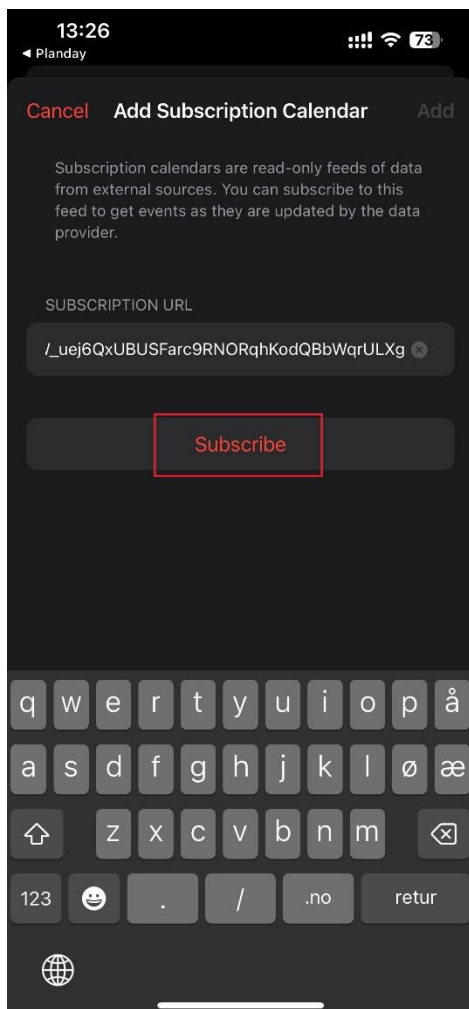 13:26
73
◀ Planday
Cancel Add Subscription Calendar Add
Subscription calendars are read-only feeds of data
from external sources. You can subscribe to this
feed to get events as they are updated by the data
provider.
SUBSCRIPTION URL
/_uej6QxUBUSFarc9RNORqhKodQBbWqrULXg
Subscribe
q w e r t y u i o p å
a s d f g h j k l ø æ
z x c v b n m
123 . / .no retur